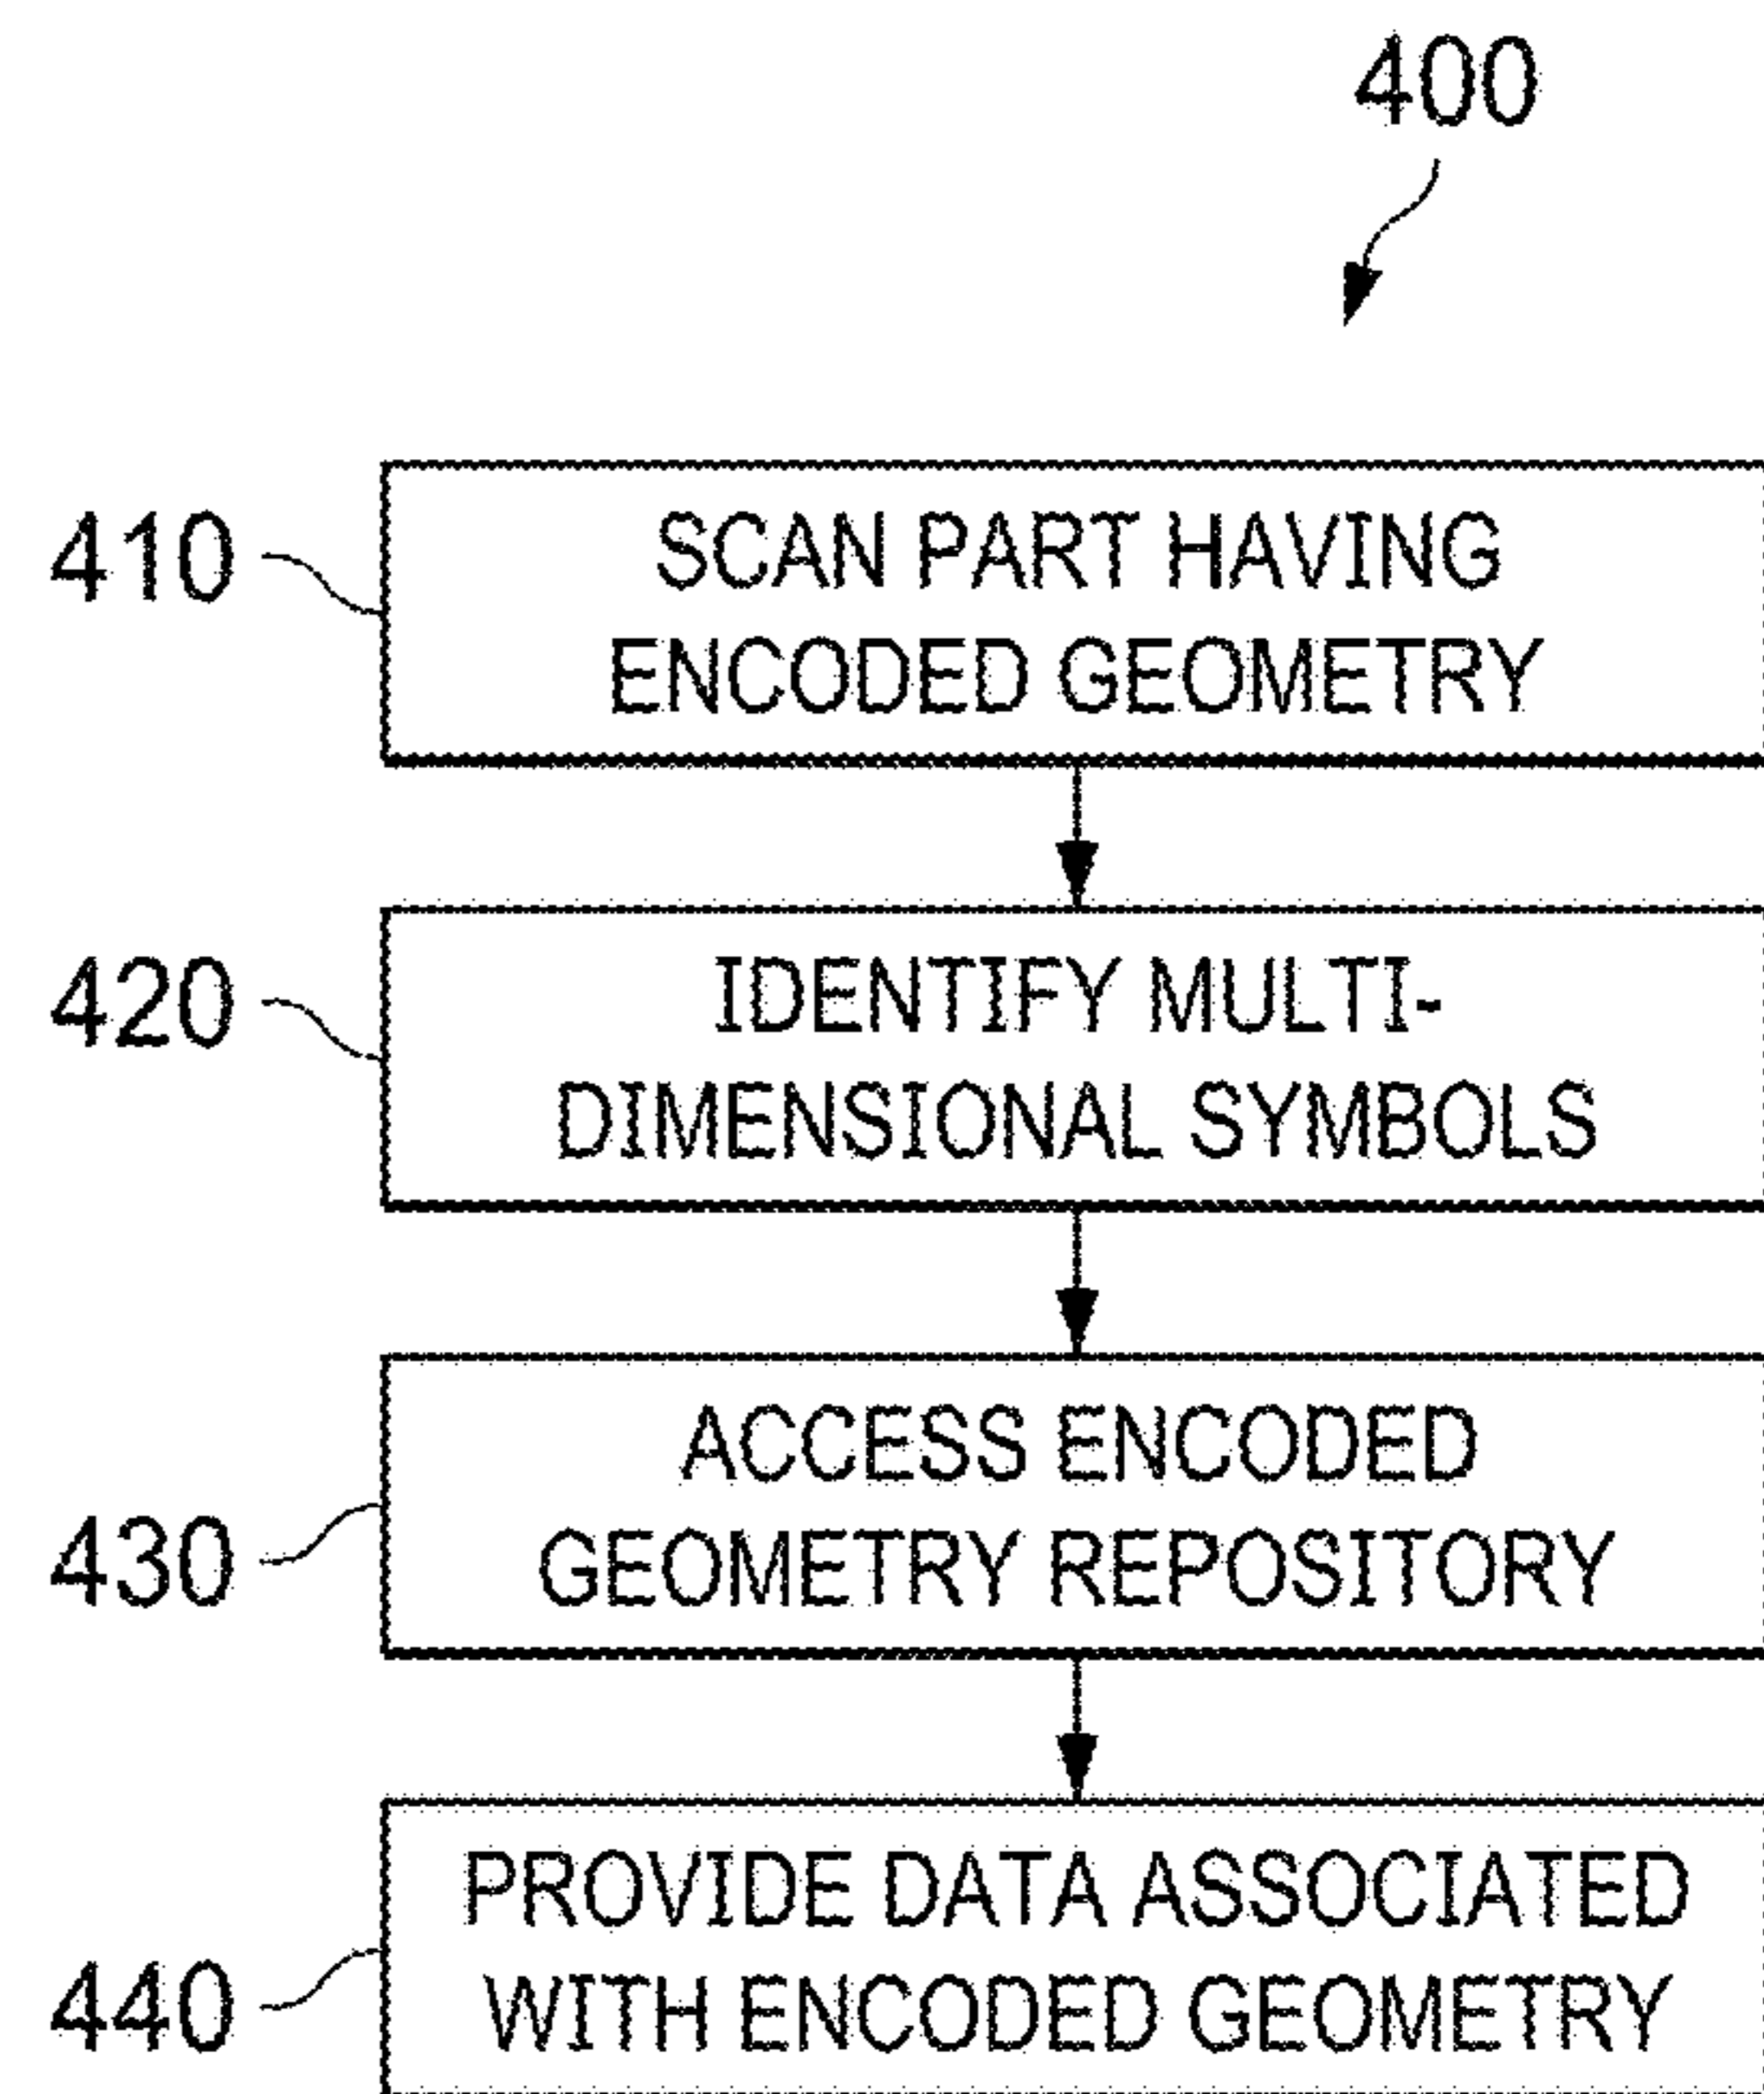 400
410
SCAN PART HAVING
ENCODED GEOMETRY
420
IDENTIFY MULTI-
DIMENSIONAL SYMBOLS
430
ACCESS ENCODED
GEOMETRY REPOSITORY
440
PROVIDE DATA ASSOCIATED
WITH ENCODED GEOMETRY